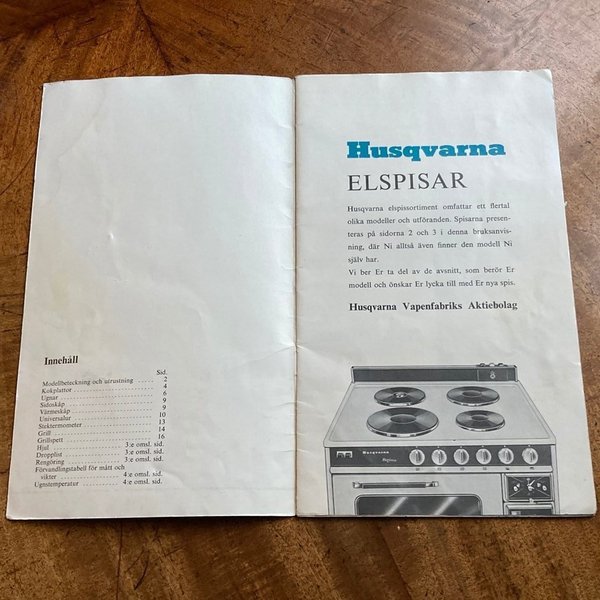 Innehåll
Sid.
Modellbeteckning och utrustning ..... 2
Kokplattor ..... 4
Ugnar ..... 6
Sidoskåp ..... 9
Värmeskåp ..... 9
Universalur ..... 10
Stektermometer ..... 13
Grill ..... 14
Grillspett ..... 16
Hjul ..... 3:e omsl. sid.
Dropplist ..... 3:e omsl. sid.
Rengöring ..... 3:e omsl. sid.
Förvandlingstabell för mått och
vikter ..... 4:e omsl. sid.
Ugnstemperatur ..... 4:e omsl. sid.
Husqvarna
ELSPISAR
Husqvarna elspissortiment omfattar ett flertal
olika modeller och utföranden. Spisarna presen-
teras på sidorna 2 och 3 i denna bruksanvis-
ning, där Ni alltså även finner den modell Ni
själv har.
Vi ber Er ta del av de avsnitt, som berör Er
modell och önskar Er lycka till med Er nya spis.
Husqvarna Vapenfabriks Aktiebolag
Husqvarna